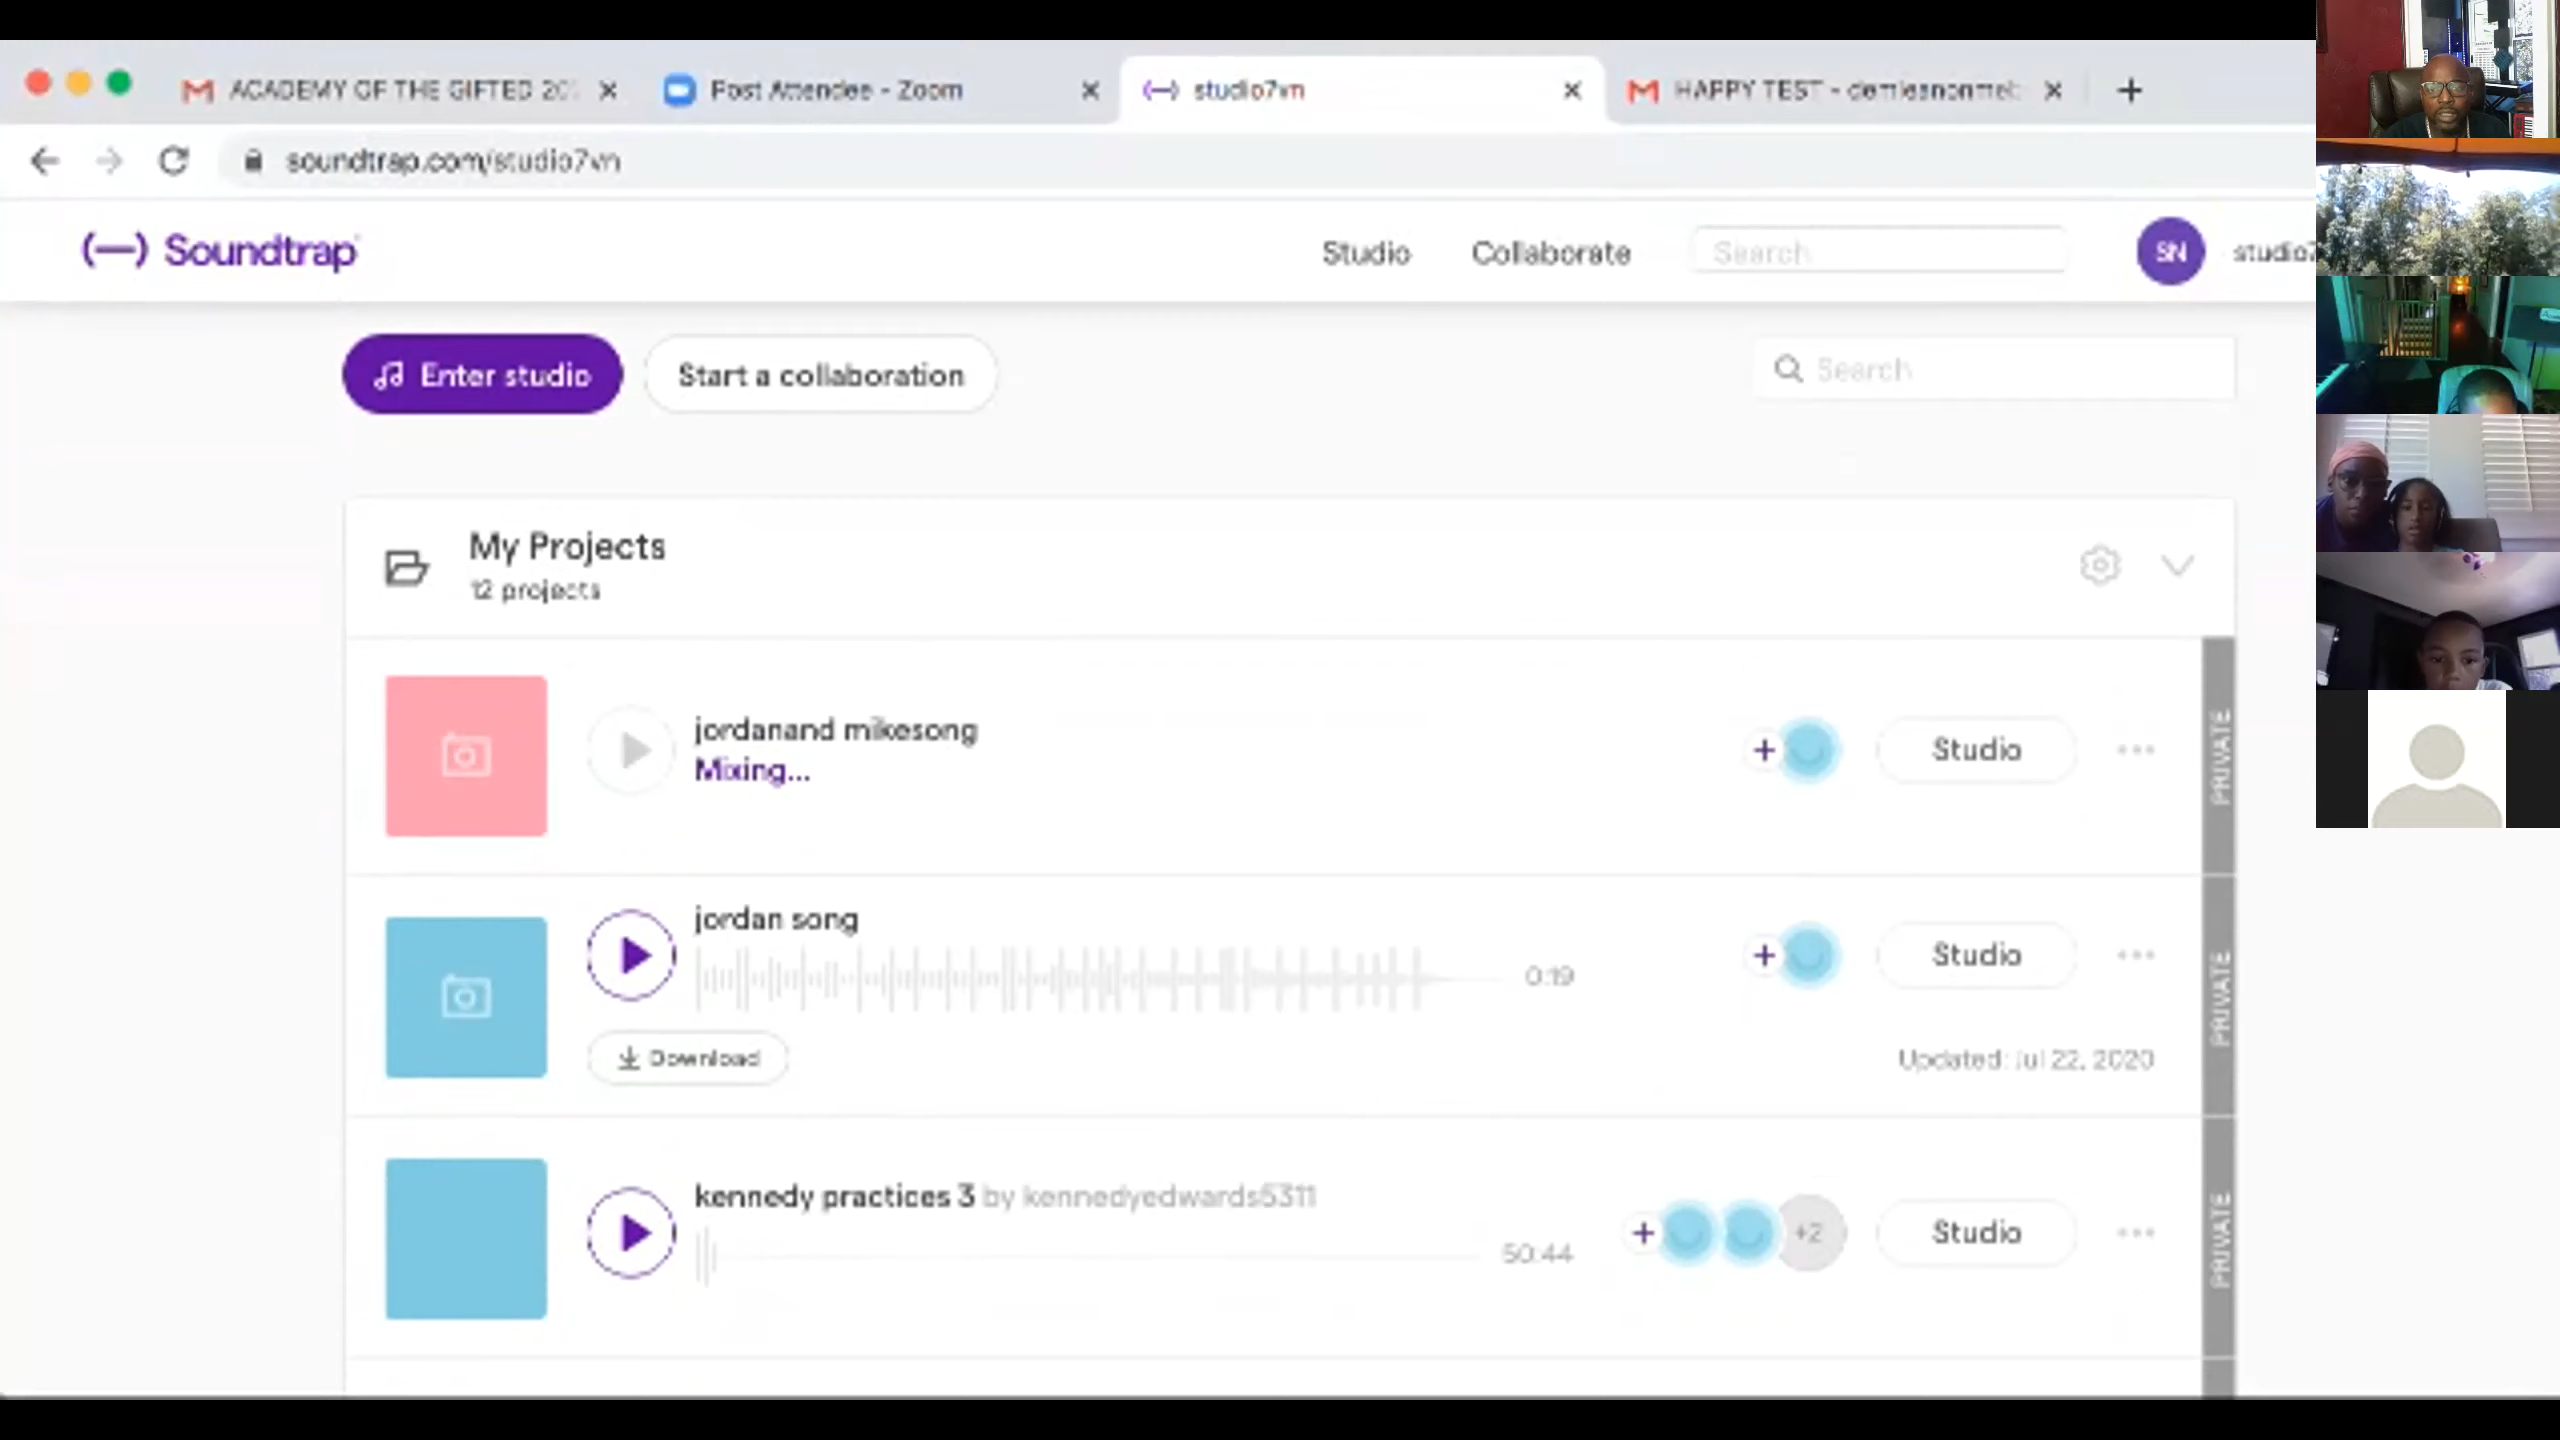 ACADEMY OF THE GIFTED 20
Post Attendee - Zoom
studio7vn
HAPPY TEST - demleanonmeb
soundtrap.com/studio7vn
(—) Soundtrap
Studio
Collaborate
Search
SN
studio7
Enter studio
Start a collaboration
Search
My Projects
12 projects
jordanand mikesong
Mixing...
Studio
PRIVATE
jordan song
0:19
Studio
Download
Updated: Jul 22, 2020
PRIVATE
kennedy practices 3 by kennedyedwards5311
50:44
+2
Studio
PRIVATE